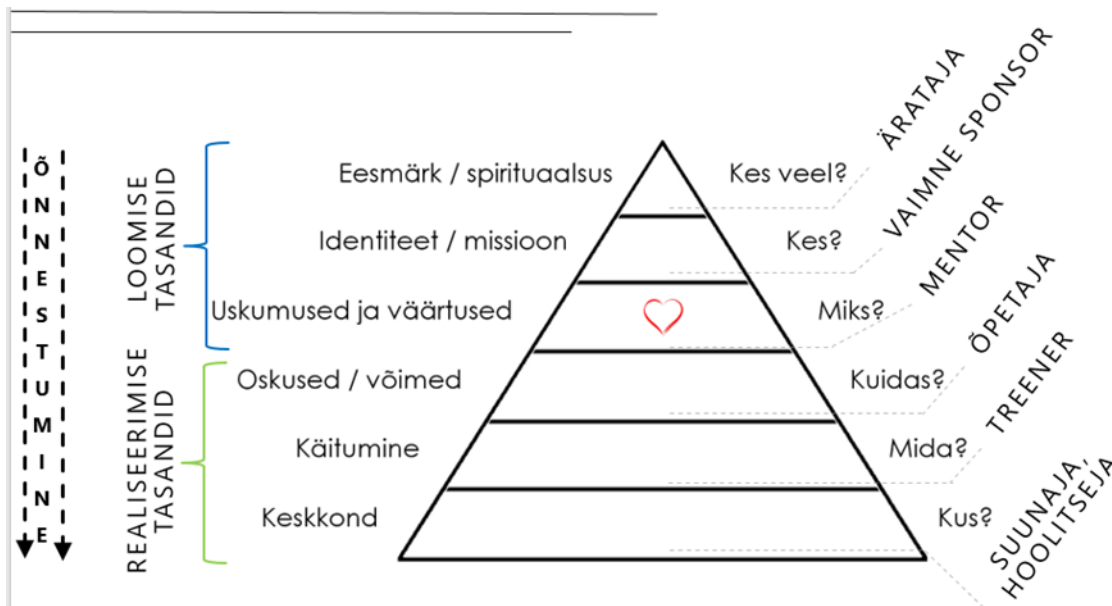 ÕNNESTUMINE
LOOMISE
TASANDID
REALISEERIMISE
TASANDID
Eesmärk / spirituaalsus
Identiteet / missioon
Uskumused ja väärtused
Oskused / võimed
Käitumine
Keskkond
Kes veel?
Kes?
Miks?
Kuidas?
Mida?
Kus?
ÄRATAJA
VAIMNE SPONSOR
MENTOR
ÕPETAJA
TREENER
SUUNAJA,
HOOLITSEJA